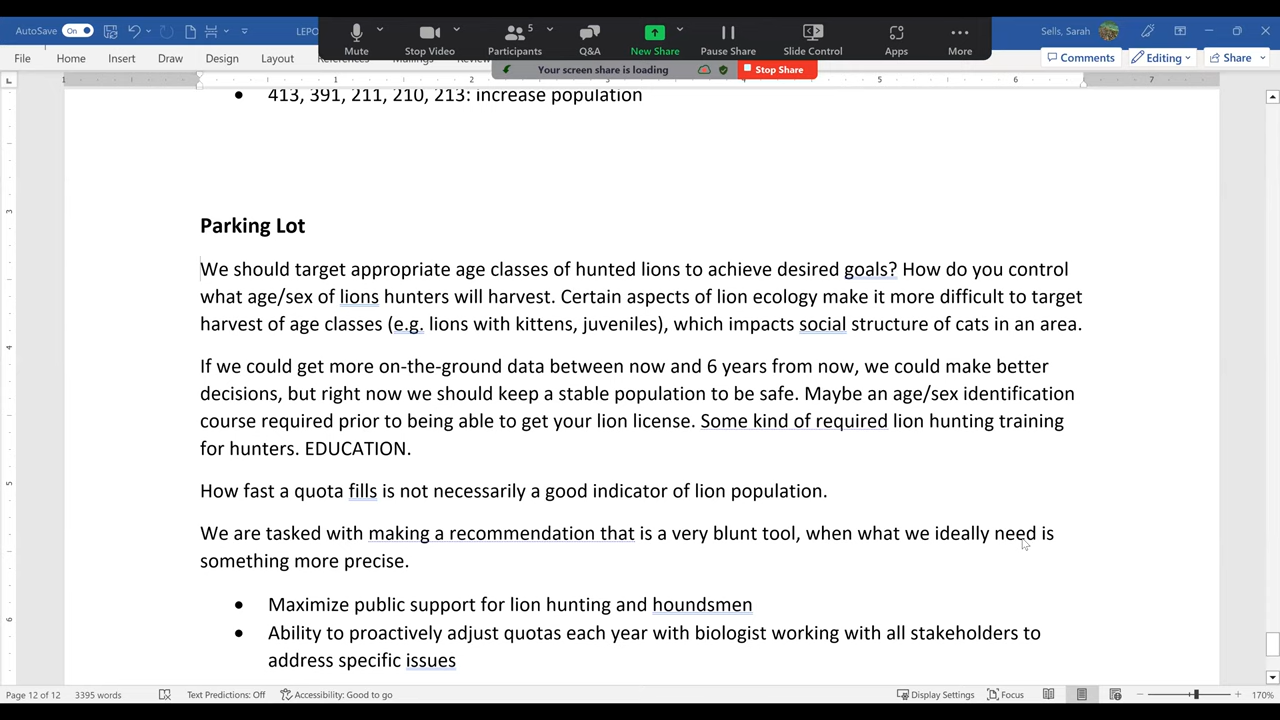 AutoSave On LEPO Sells, Sarah
Mute Stop Video Participants 5 Q&A New Share Pause Share Slide Control Apps More
File Home Insert Draw Design Layout References Mailings Comments Editing Share
Your screen share is loading Stop Share
1 1 2 3 4 5 6 7
• 413, 391, 211, 210, 213: increase population
Parking Lot
We should target appropriate age classes of hunted lions to achieve desired goals? How do you control
what age/sex of lions hunters will harvest. Certain aspects of lion ecology make it more difficult to target
harvest of age classes (e.g. lions with kittens, juveniles), which impacts social structure of cats in an area.
If we could get more on-the-ground data between now and 6 years from now, we could make better
decisions, but right now we should keep a stable population to be safe. Maybe an age/sex identification
course required prior to being able to get your lion license. Some kind of required lion hunting training
for hunters. EDUCATION.
How fast a quota fills is not necessarily a good indicator of lion population.
We are tasked with making a recommendation that is a very blunt tool, when what we ideally need is
something more precise.
• Maximize public support for lion hunting and houndsmen
• Ability to proactively adjust quotas each year with biologist working with all stakeholders to
address specific issues
Page 12 of 12 3395 words Text Predictions: Off Accessibility: Good to go Display Settings Focus 170%